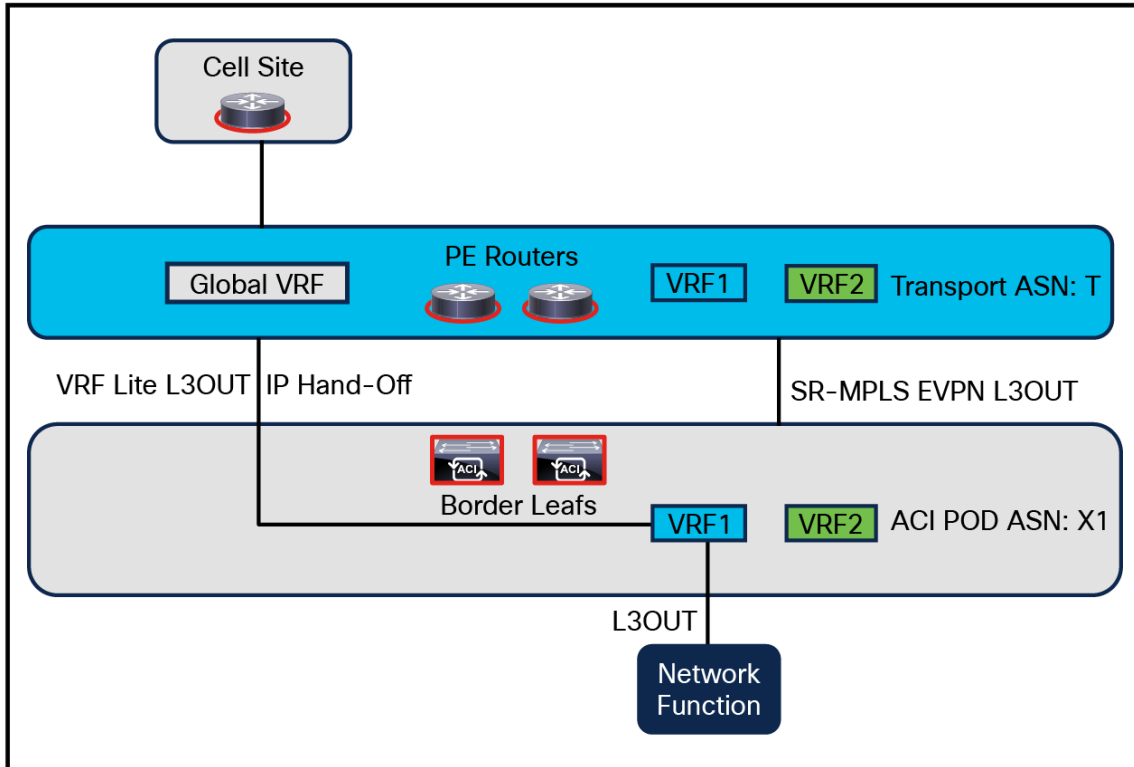 Cell Site
PE Routers
Global VRF
VRF1
VRF2
Transport ASN: T
VRF Lite L3OUT
IP Hand-Off
SR-MPLS EVPN L3OUT
ACI
ACI
Border Leafs
VRF1
VRF2
ACI POD ASN: X1
L3OUT
Network
Function